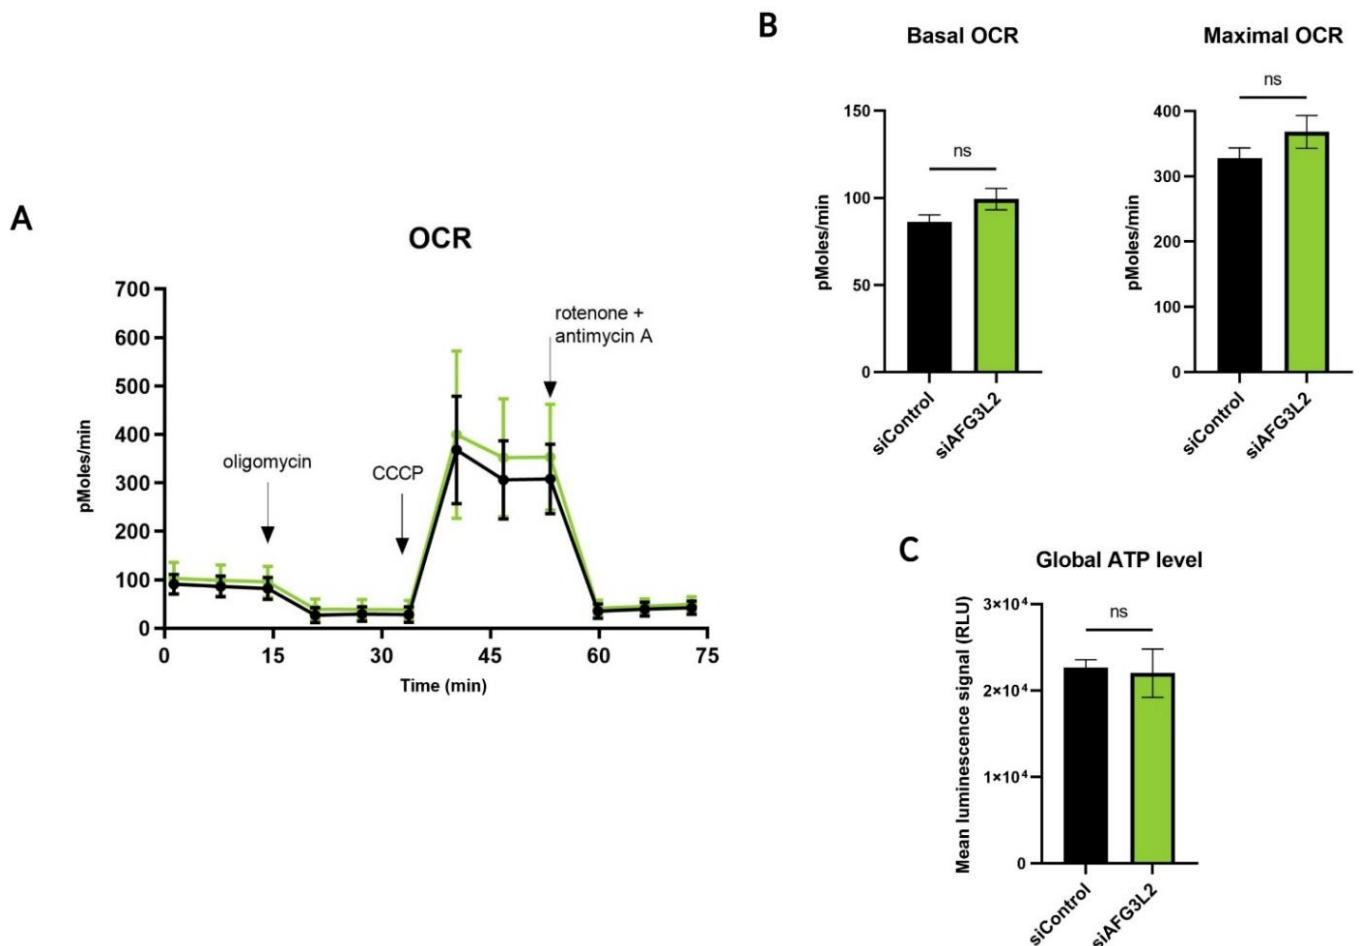 A
OCR
pMoles/min
700
600
500
400
300
200
100
0
oligomycin
CCCP
rotenone +
antimycin A
0 15 30 45 60 75
Time (min)
B
Basal OCR
pMoles/min
150
100
50
0
ns
siControl
siAFG3L2
Maximal OCR
pMoles/min
400
300
200
100
0
ns
siControl
siAFG3L2
C
Global ATP level
Mean luminescence signal (RLU)
3×10⁴
2×10⁴
1×10⁴
0
ns
siControl
siAFG3L2